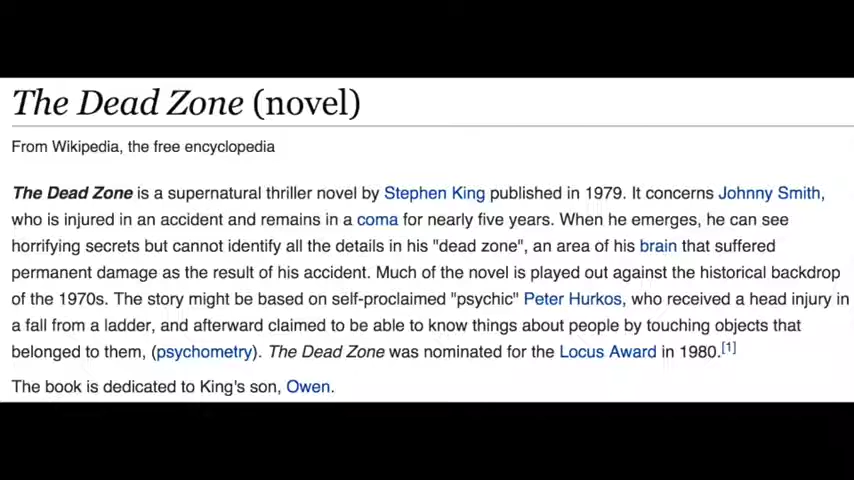 The Dead Zone (novel)
From Wikipedia, the free encyclopedia
The Dead Zone is a supernatural thriller novel by Stephen King published in 1979. It concerns Johnny Smith,
who is injured in an accident and remains in a coma for nearly five years. When he emerges, he can see
horrifying secrets but cannot identify all the details in his "dead zone", an area of his brain that suffered
permanent damage as the result of his accident. Much of the novel is played out against the historical backdrop
of the 1970s. The story might be based on self-proclaimed "psychic" Peter Hurkos, who received a head injury in
a fall from a ladder, and afterward claimed to be able to know things about people by touching objects that
belonged to them, (psychometry). The Dead Zone was nominated for the Locus Award in 1980.[1]
The book is dedicated to King's son, Owen.